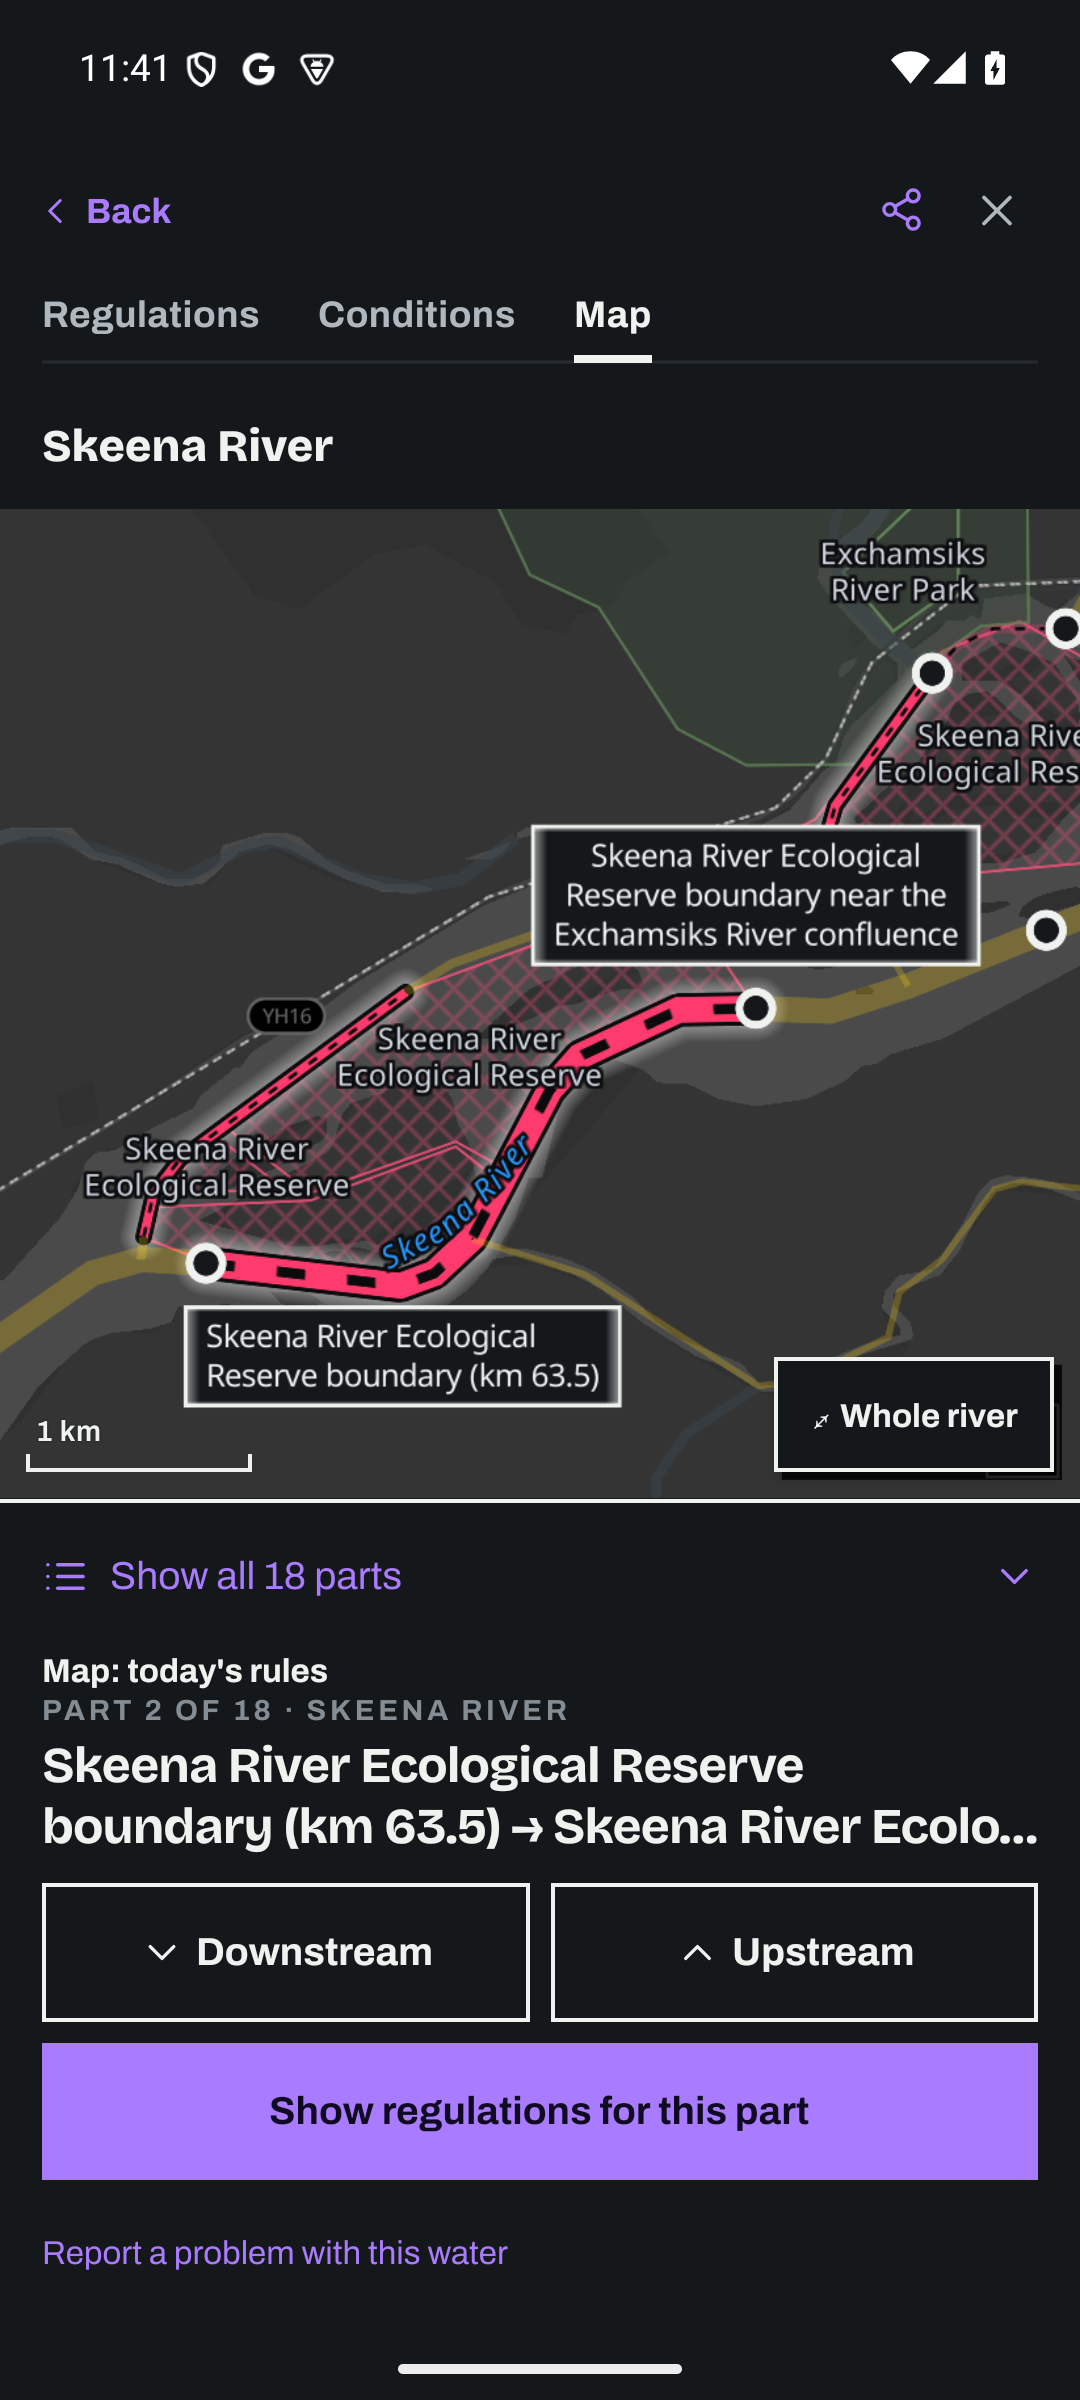 11:41
Back
Regulations
Conditions
Map
Skeena River
Exchamsiks
River Park
Skeena Rive
Ecological Res
Skeena River Ecological
Reserve boundary near the
Exchamsiks River confluence
YH16
Skeena River
Ecological Reserve
Skeena River
Ecological Reserve
Skeena River
Skeena River Ecological
Reserve boundary (km 63.5)
1 km
Whole river
Show all 18 parts
Map: today's rules
PART 2 OF 18 · SKEENA RIVER
Skeena River Ecological Reserve
boundary (km 63.5) → Skeena River Ecolo...
Downstream
Upstream
Show regulations for this part
Report a problem with this water